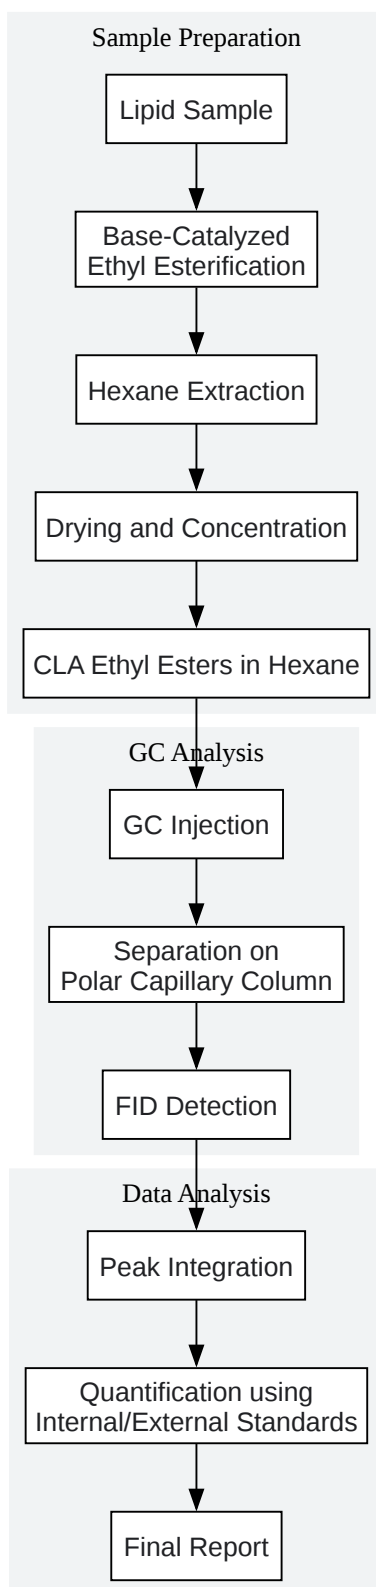 Sample Preparation
Lipid Sample
Base-Catalyzed
Ethyl Esterification
Hexane Extraction
Drying and Concentration
CLA Ethyl Esters in Hexane
GC Analysis
GC Injection
Separation on
Polar Capillary Column
FID Detection
Data Analysis
Peak Integration
Quantification using
Internal/External Standards
Final Report